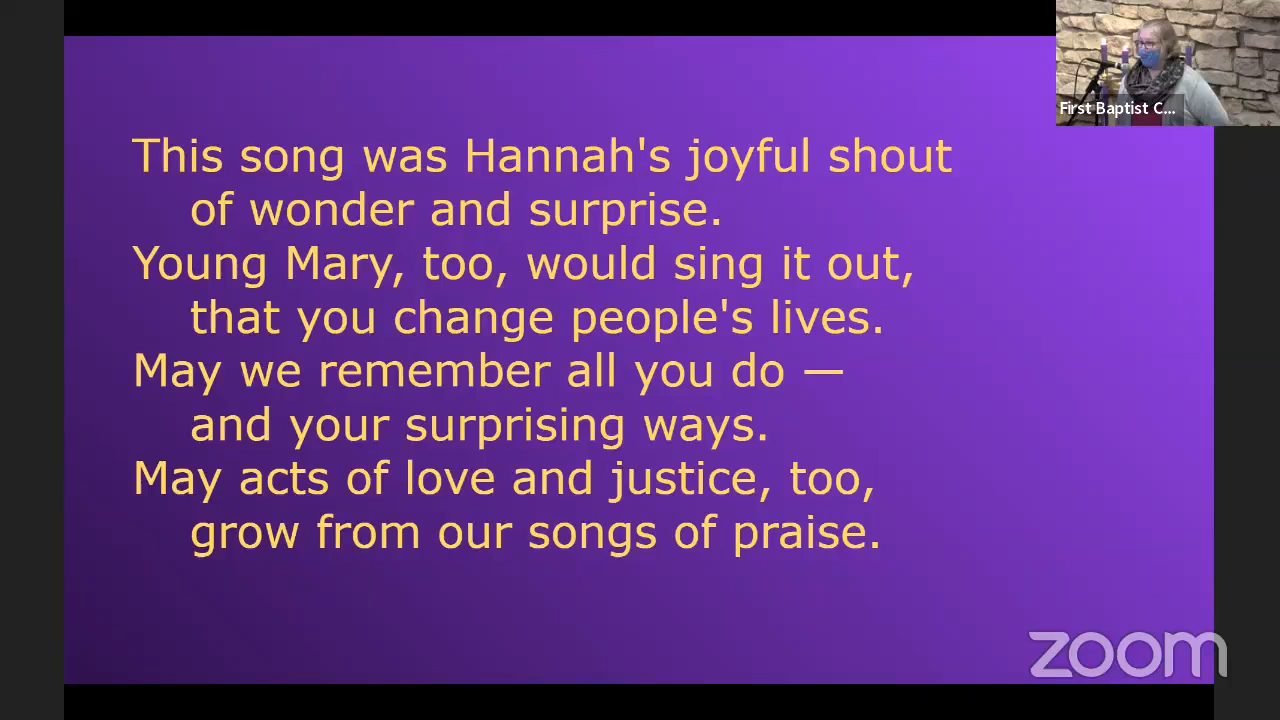 This song was Hannah's joyful shout
of wonder and surprise.
Young Mary, too, would sing it out,
that you change people's lives.
May we remember all you do —
and your surprising ways.
May acts of love and justice, too,
grow from our songs of praise.
First Baptist C...
zoom